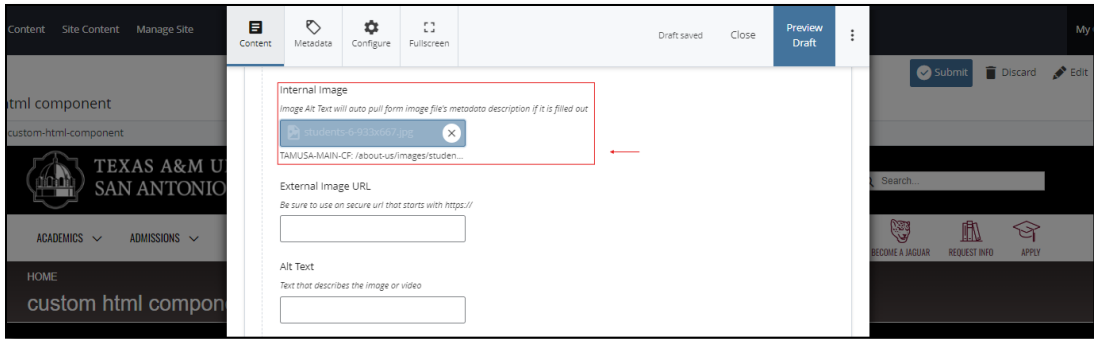 Content Site Content Manage Site
Content Metadata Configure Fullscreen
Draft saved Close Preview Draft
My
Submit Discard Edit
html component
custom-html-component
Internal Image
Image Alt Text will auto pull form image file's metadata description if it is filled out
students-6-933x667.jpg
TAMUSA-MAIN-CF: /about-us/images/studen...
External Image URL
Be sure to use an secure url that starts with https://
Alt Text
Text that describes the image or video
TEXAS A&M U
SAN ANTONIO
Search...
ACADEMICS ADMISSIONS
BECOME A JAGUAR REQUEST INFO APPLY
HOME
custom html compon